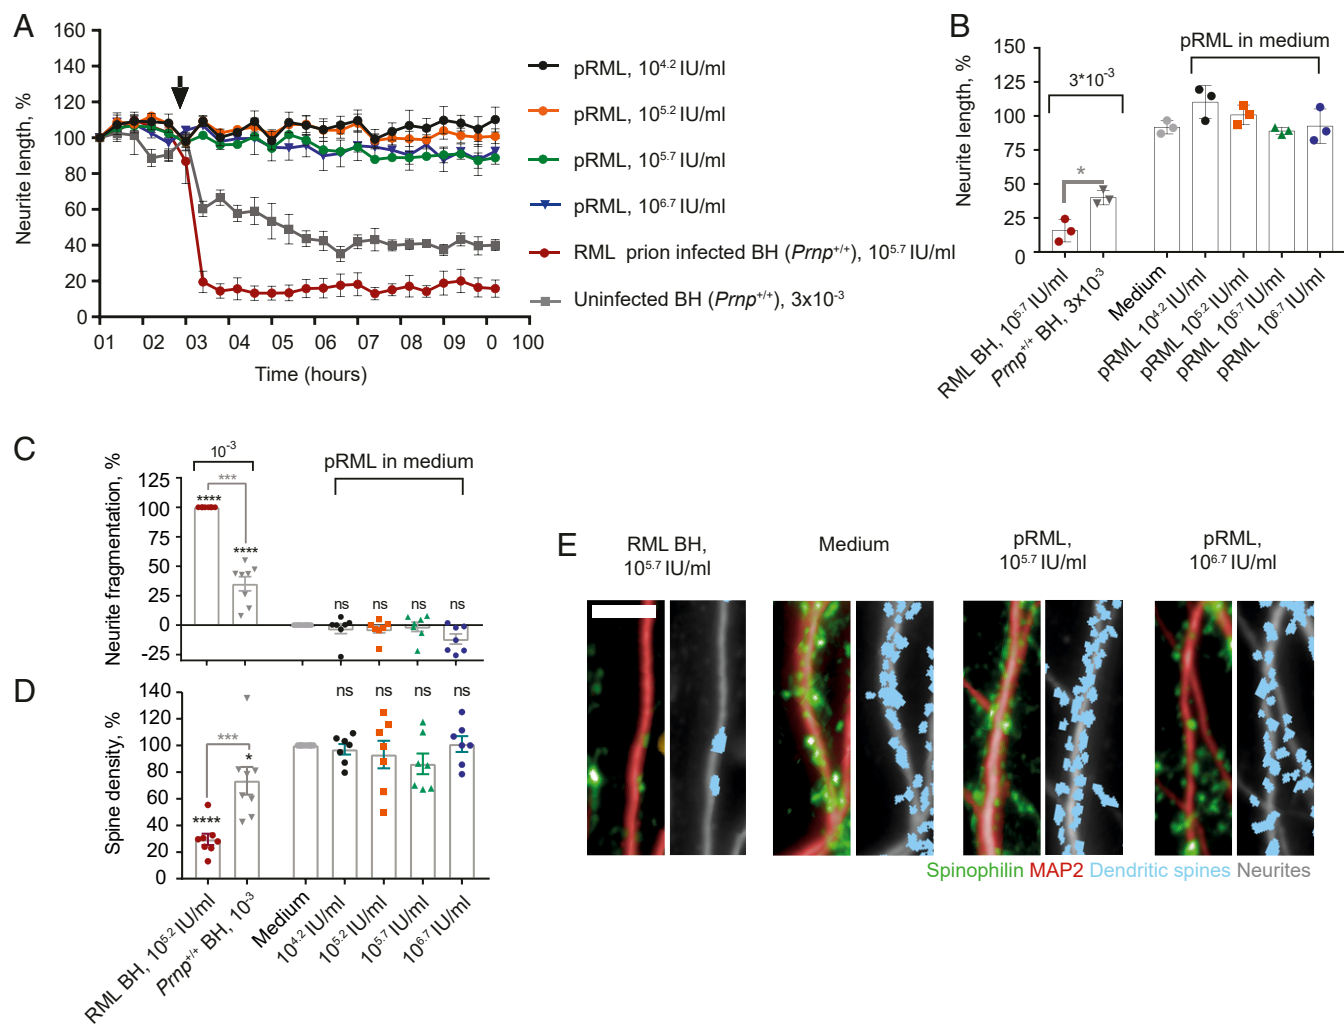 A
160
140
120
100
80
60
40
20
0
Neurite length, %
01 02 03 04 05 06 07 08 09 0 100
Time (hours)
pRML, 10^4.2 IU/ml
pRML, 10^5.2 IU/ml
pRML, 10^5.7 IU/ml
pRML, 10^6.7 IU/ml
RML prion infected BH (Prnp+/+), 10^5.7 IU/ml
Uninfected BH (Prnp+/+), 3x10^-3
B
pRML in medium
3*10^-3
*
150
125
100
75
50
25
0
Neurite length, %
RML BH, 10^5.7 IU/ml
Prnp+/+ BH, 3x10^-3
Medium
pRML 10^4.2 IU/ml
pRML 10^5.2 IU/ml
pRML 10^5.7 IU/ml
pRML 10^6.7 IU/ml
C
10^-3
pRML in medium
***
****
****
ns ns ns ns
125
100
75
50
25
0
-25
Neurite fragmentation, %
D
ns ns ns ns
***
*
****
140
120
100
80
60
40
20
0
Spine density, %
RML BH, 10^5.2 IU/ml
Prnp+/+ BH, 10^-3
Medium
10^4.2 IU/ml
10^5.2 IU/ml
10^5.7 IU/ml
10^6.7 IU/ml
E
RML BH,
10^5.7 IU/ml
Medium
pRML,
10^5.7 IU/ml
pRML,
10^6.7 IU/ml
Spinophilin MAP2 Dendritic spines Neurites